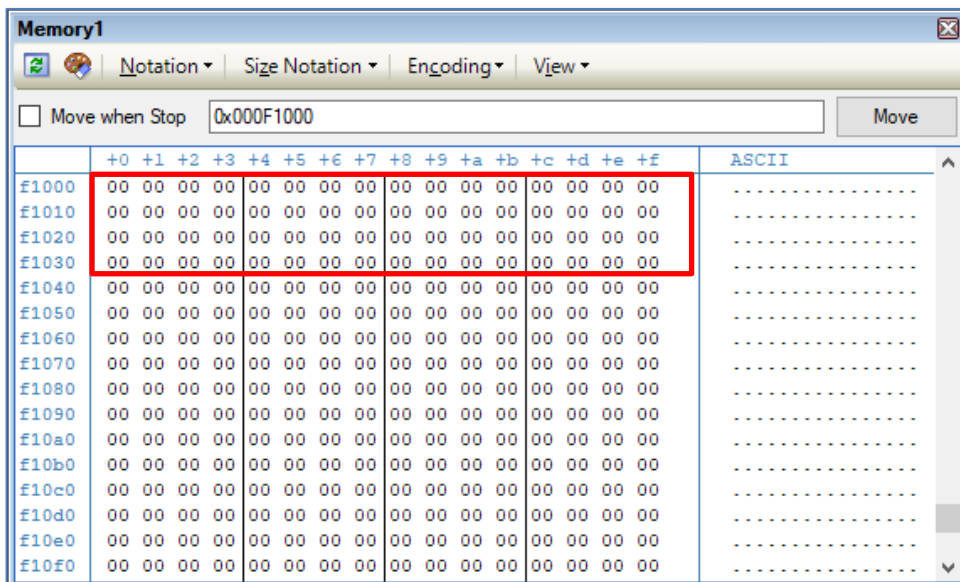 Memory1
Notation Size Notation Encoding View
Move when Stop 0x000F1000 Move
+0 +1 +2 +3 +4 +5 +6 +7 +8 +9 +a +b +c +d +e +f ASCII
f1000 00 00 00 00 00 00 00 00 00 00 00 00 00 00 00 00 ................
f1010 00 00 00 00 00 00 00 00 00 00 00 00 00 00 00 00 ................
f1020 00 00 00 00 00 00 00 00 00 00 00 00 00 00 00 00 ................
f1030 00 00 00 00 00 00 00 00 00 00 00 00 00 00 00 00 ................
f1040 00 00 00 00 00 00 00 00 00 00 00 00 00 00 00 00 ................
f1050 00 00 00 00 00 00 00 00 00 00 00 00 00 00 00 00 ................
f1060 00 00 00 00 00 00 00 00 00 00 00 00 00 00 00 00 ................
f1070 00 00 00 00 00 00 00 00 00 00 00 00 00 00 00 00 ................
f1080 00 00 00 00 00 00 00 00 00 00 00 00 00 00 00 00 ................
f1090 00 00 00 00 00 00 00 00 00 00 00 00 00 00 00 00 ................
f10a0 00 00 00 00 00 00 00 00 00 00 00 00 00 00 00 00 ................
f10b0 00 00 00 00 00 00 00 00 00 00 00 00 00 00 00 00 ................
f10c0 00 00 00 00 00 00 00 00 00 00 00 00 00 00 00 00 ................
f10d0 00 00 00 00 00 00 00 00 00 00 00 00 00 00 00 00 ................
f10e0 00 00 00 00 00 00 00 00 00 00 00 00 00 00 00 00 ................
f10f0 00 00 00 00 00 00 00 00 00 00 00 00 00 00 00 00 ................